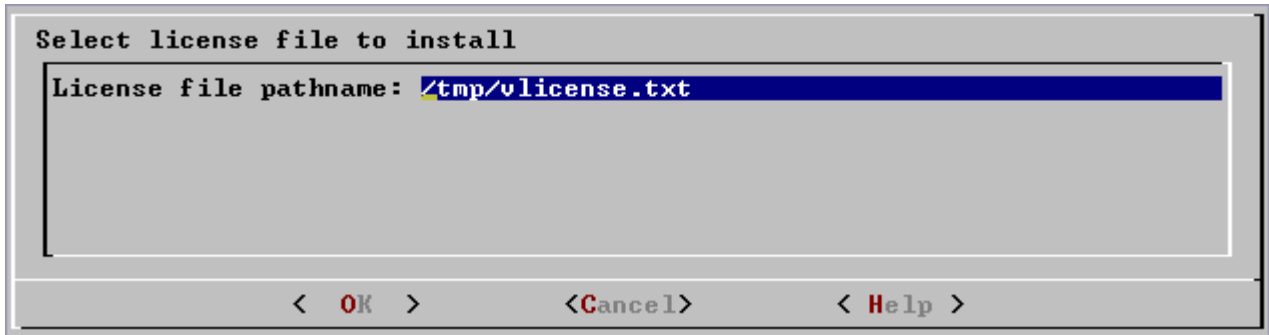 Select license file to install
License file pathname: /tmp/vlicense.txt
< OK > <Cancel> < Help >